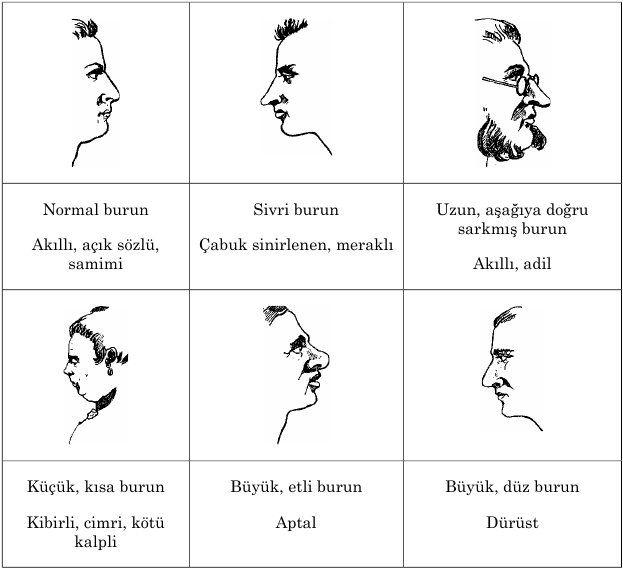 Normal burun
Akıllı, açık sözlü,
samimi
Sivri burun
Çabuk sinirlenen, meraklı
Uzun, aşağıya doğru
sarkmış burun
Akıllı, adil
Küçük, kısa burun
Kibirli, cimri, kötü
kalpli
Büyük, etli burun
Aptal
Büyük, düz burun
Dürüst